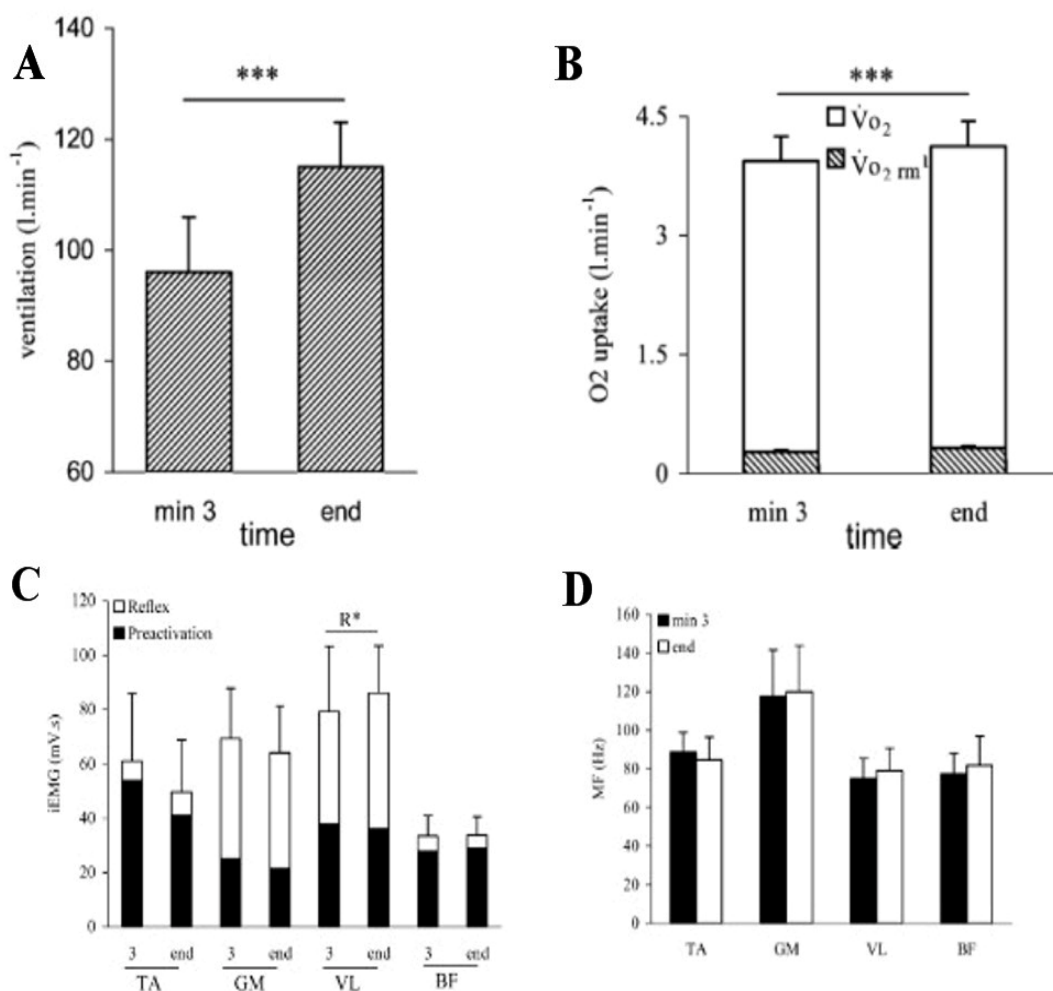 A
140
120
100
80
60
ventilation (l.min⁻¹)
***
min 3
end
time
B
4.5
3
1.5
0
O2 uptake (l.min⁻¹)
***
V̇o₂
V̇o₂ rm
min 3
end
time
C
120
100
80
60
40
20
0
iEMG (mV.s)
Reflex
Preactivation
R*
3 end 3 end 3 end 3 end
TA GM VL BF
D
160
140
120
100
80
60
40
20
0
MF (Hz)
min 3
end
TA GM VL BF